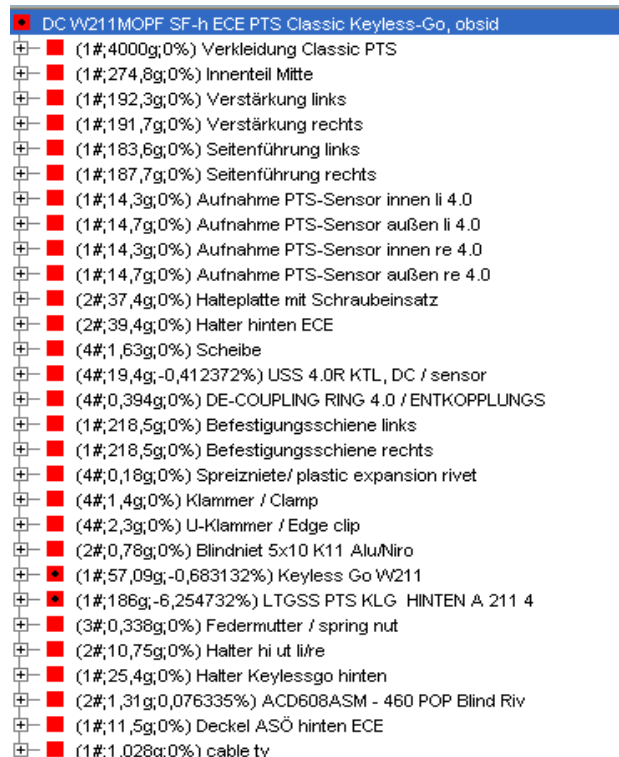 DC W211MOPF SF-h ECE PTS Classic Keyless-Go, obsid
(1#;4000g;0%) Verkleidung Classic PTS
(1#;274,8g;0%) Innenteil Mitte
(1#;192,3g;0%) Verstärkung links
(1#;191,7g;0%) Verstärkung rechts
(1#;183,6g;0%) Seitenführung links
(1#;187,7g;0%) Seitenführung rechts
(1#;14,3g;0%) Aufnahme PTS-Sensor innen li 4.0
(1#;14,7g;0%) Aufnahme PTS-Sensor außen li 4.0
(1#;14,3g;0%) Aufnahme PTS-Sensor innen re 4.0
(1#;14,7g;0%) Aufnahme PTS-Sensor außen re 4.0
(2#;37,4g;0%) Halteplatte mit Schraubeinsatz
(2#;39,4g;0%) Halter hinten ECE
(4#;1,63g;0%) Scheibe
(4#;19,4g;-0,412372%) USS 4.0R KTL, DC / sensor
(4#;0,394g;0%) DE-COUPLING RING 4.0 / ENTKOPPLUNGS
(1#;218,5g;0%) Befestigungsschiene links
(1#;218,5g;0%) Befestigungsschiene rechts
(4#;0,18g;0%) Spreizniete/ plastic expansion rivet
(4#;1,4g;0%) Klammer / Clamp
(4#;2,3g;0%) U-Klammer / Edge clip
(2#;0,78g;0%) Blindniet 5x10 K11 Alu/Niro
(1#;57,09g;-0,683132%) Keyless Go W211
(1#;186g;-6,254732%) LTGSS PTS KLG HINTEN A 211 4
(3#;0,338g;0%) Federmutter / spring nut
(2#;10,75g;0%) Halter hi ut li/re
(1#;25,4g;0%) Halter Keylessgo hinten
(2#;1,31g;0,076335%) ACD608ASM - 460 POP Blind Riv
(1#;11,5g;0%) Deckel ASÖ hinten ECE
(1#;1,028g;0%) cable ty